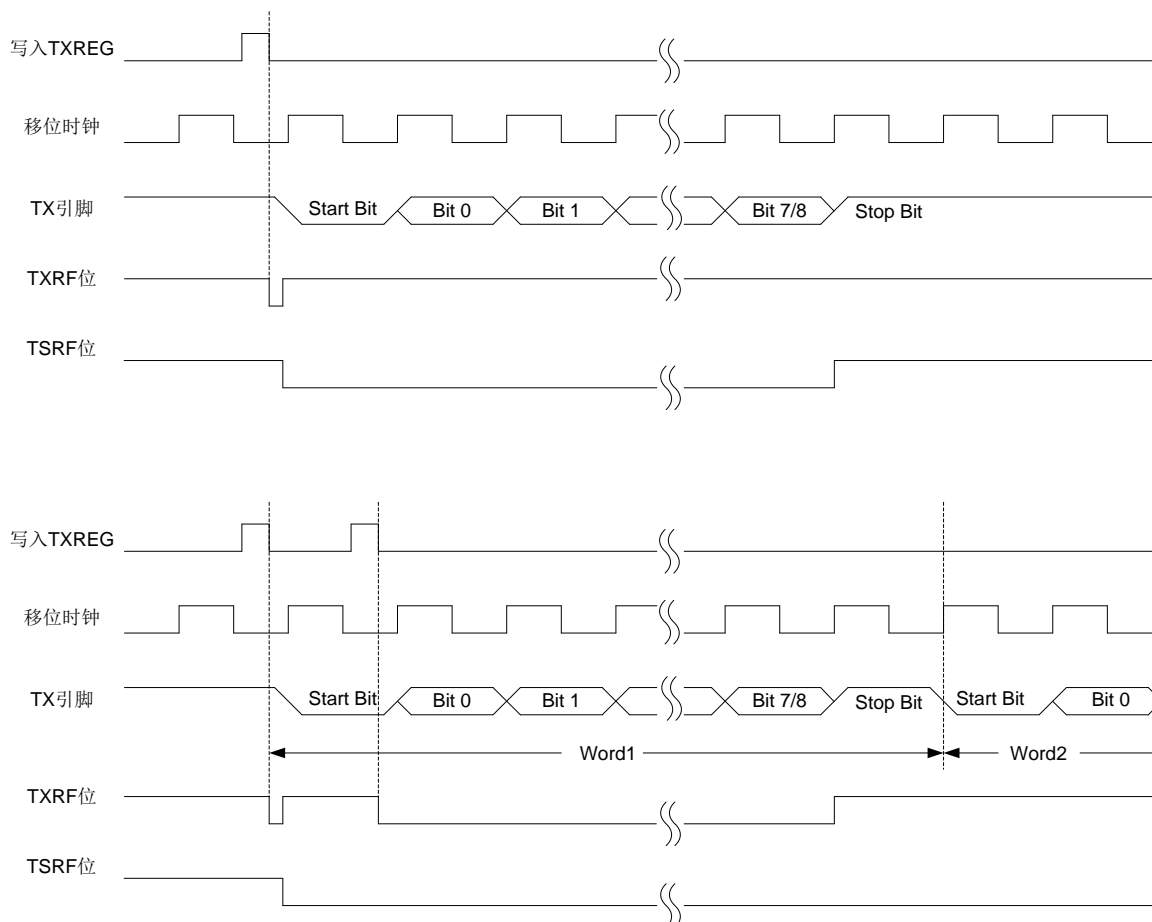 写入TXREG
移位时钟
TX引脚 Start Bit Bit 0 Bit 1 Bit 7/8 Stop Bit
TXRF位
TSRF位
写入TXREG
移位时钟
TX引脚 Start Bit Bit 0 Bit 1 Bit 7/8 Stop Bit Start Bit Bit 0
Word1 Word2
TXRF位
TSRF位